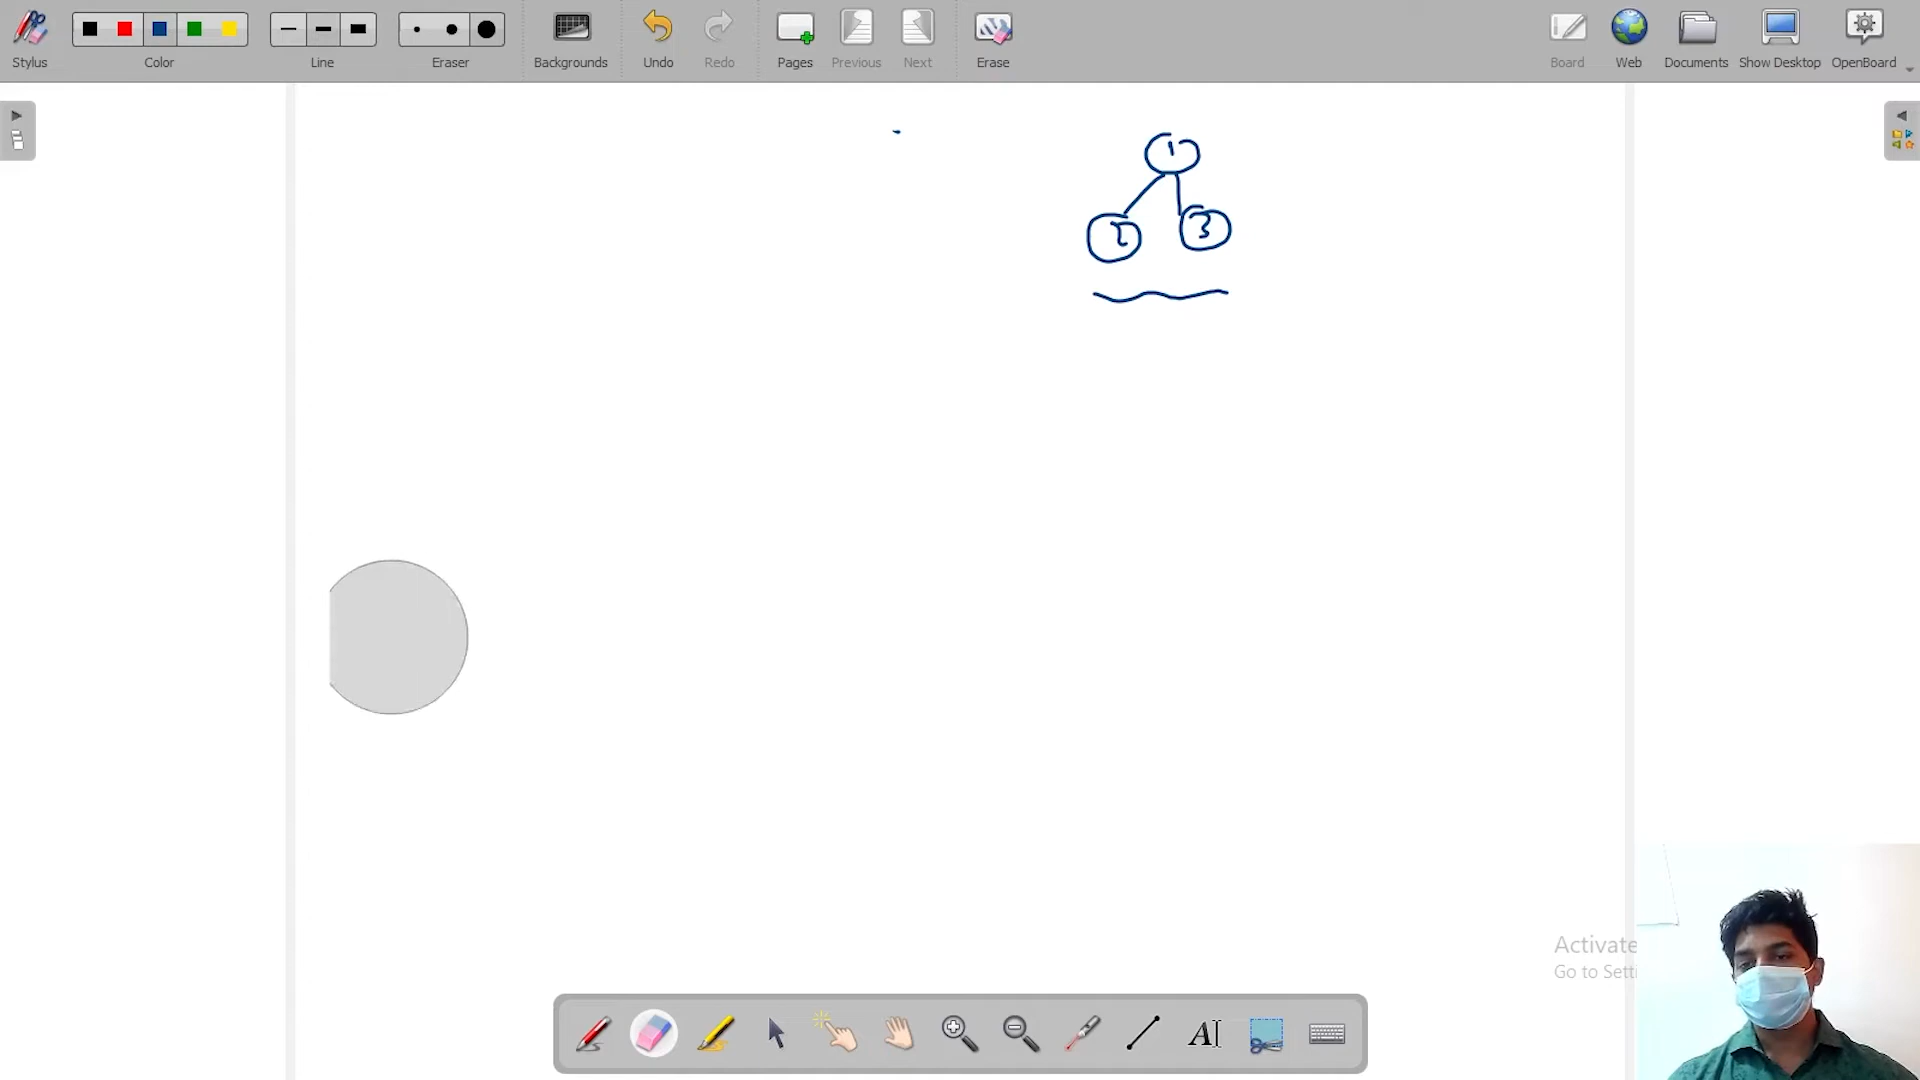 Stylus Color Line Eraser Backgrounds Undo Redo Pages Previous Next Erase Board Web Documents Show Desktop OpenBoard
1
2 3
Activate
Go to Setti
A